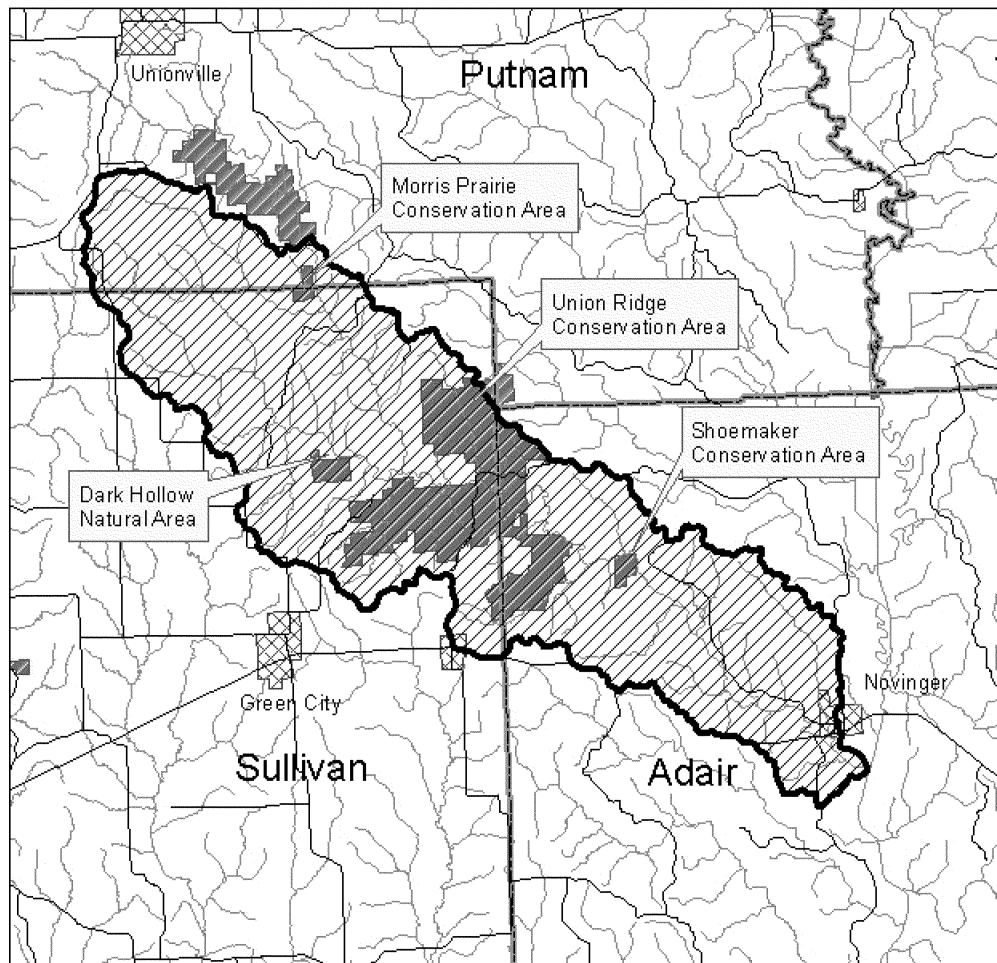 Unionville
Putnam
Morris Prairie
Conservation Area
Union Ridge
Conservation Area
Shoemaker
Conservation Area
Dark Hollow
Natural Area
Novinger
Green City
Sullivan
Adair